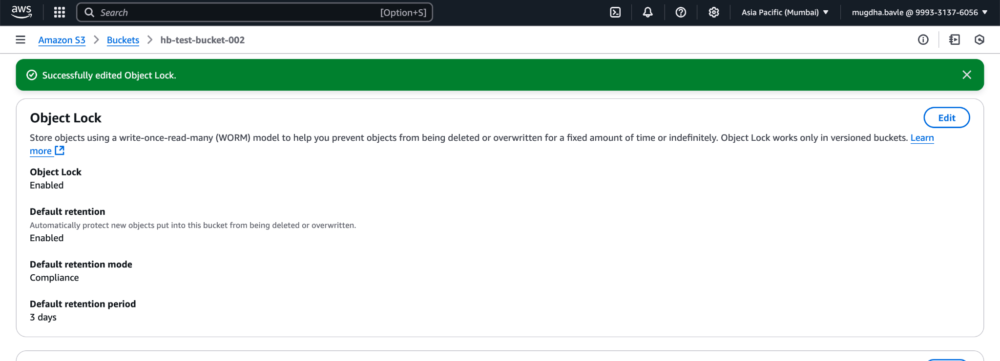 aws
Search [Option+S]
Asia Pacific (Mumbai)
mugdha.bavle @ 9993-3137-6056
Amazon S3
Buckets
hb-test-bucket-002
Successfully edited Object Lock.
Object Lock
Edit
Store objects using a write-once-read-many (WORM) model to help you prevent objects from being deleted or overwritten for a fixed amount of time or indefinitely. Object Lock works only in versioned buckets. Learn
more
Object Lock
Enabled
Default retention
Automatically protect new objects put into this bucket from being deleted or overwritten.
Enabled
Default retention mode
Compliance
Default retention period
3 days